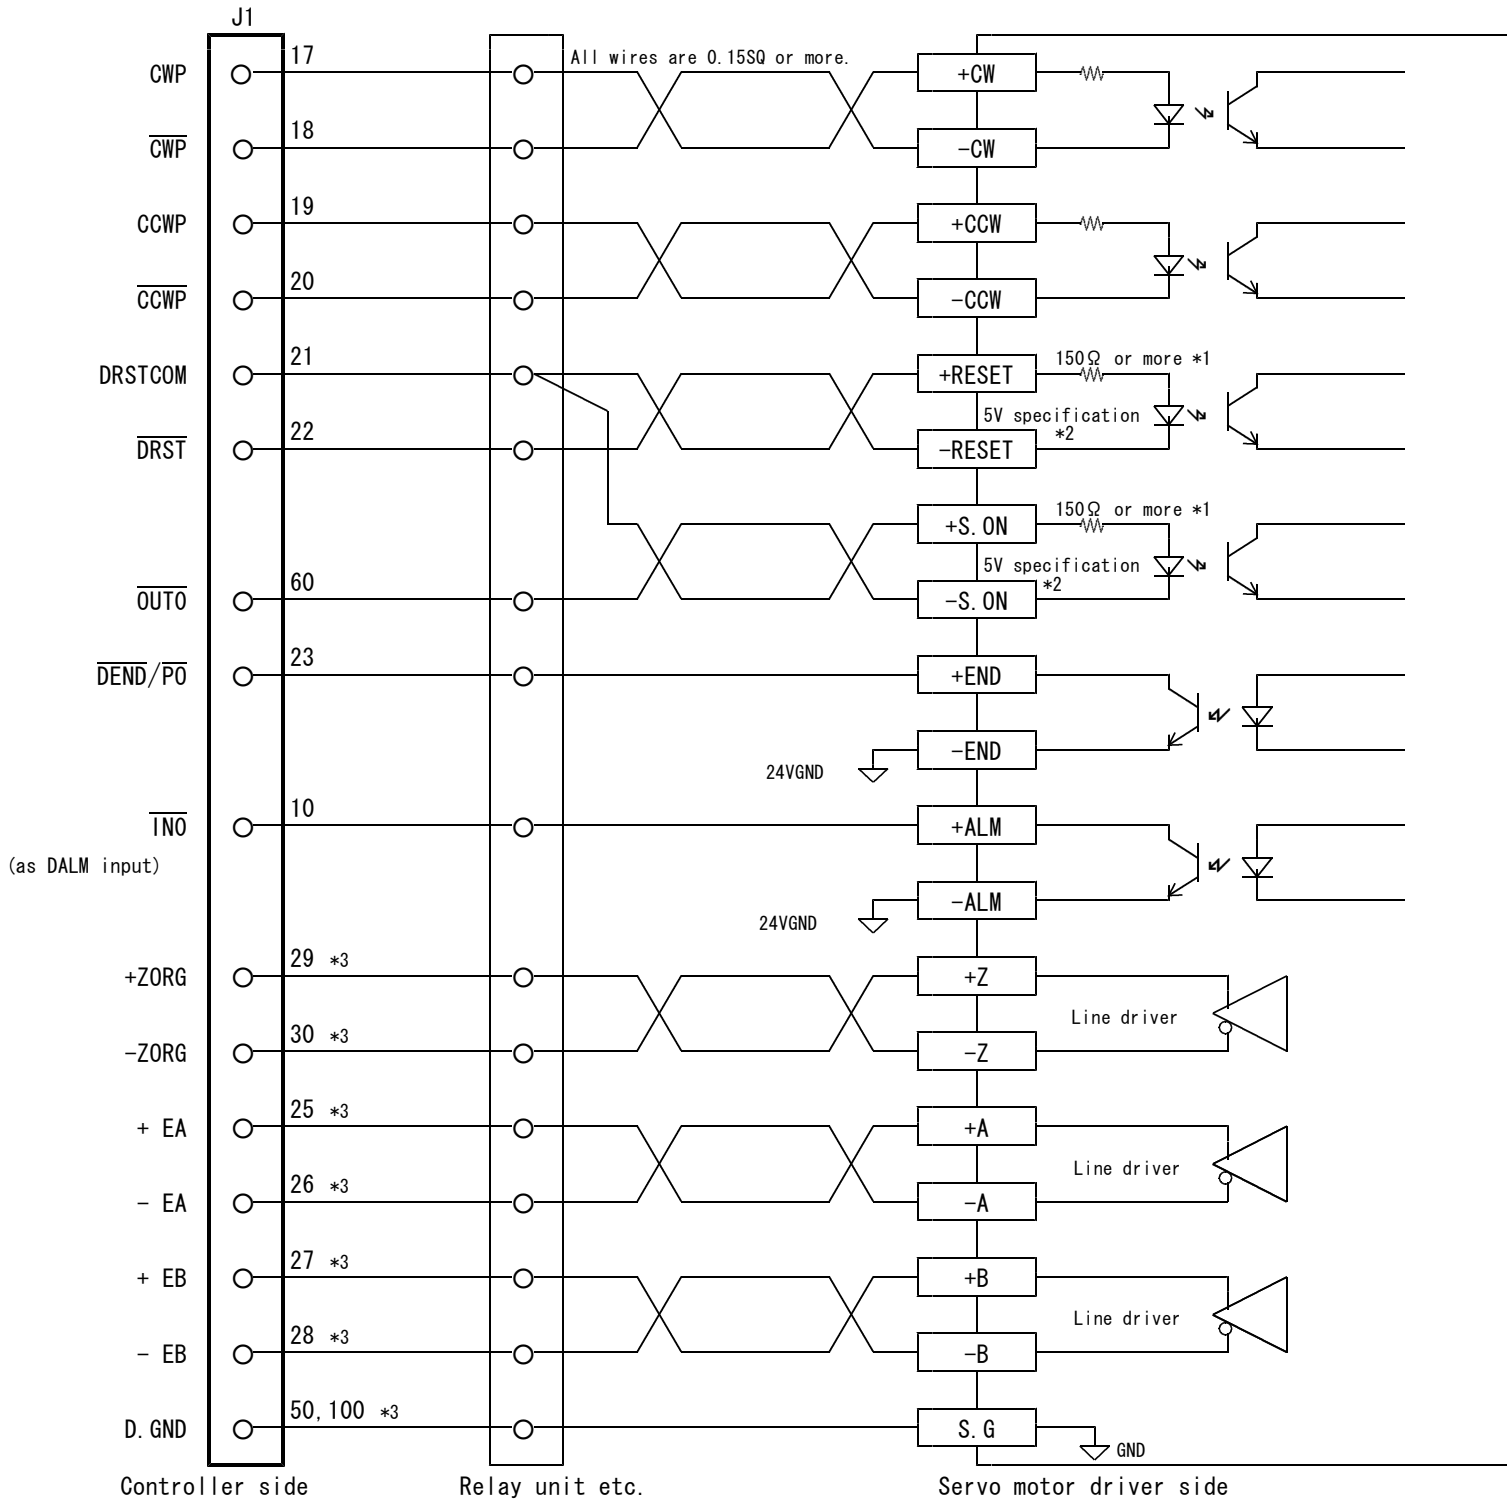 J1
CWP 17 All wires are 0.15SQ or more. +CW
CWP 18 −CW
CCWP 19 +CCW
CCWP 20 −CCW
DRSTCOM 21 +RESET 150Ω or more *1
5V specification
DRST 22 −RESET *2
+S.ON 150Ω or more *1
5V specification
OUT0 60 −S.ON *2
DEND/PO 23 +END
−END
24VGND
IN0 10 +ALM
(as DALM input)
−ALM
24VGND
+ZORG 29 *3 +Z
Line driver
−ZORG 30 *3 −Z
+ EA 25 *3 +A
Line driver
− EA 26 *3 −A
+ EB 27 *3 +B
Line driver
− EB 28 *3 −B
D.GND 50,100 *3 S.G
GND
Controller side Relay unit etc. Servo motor driver side